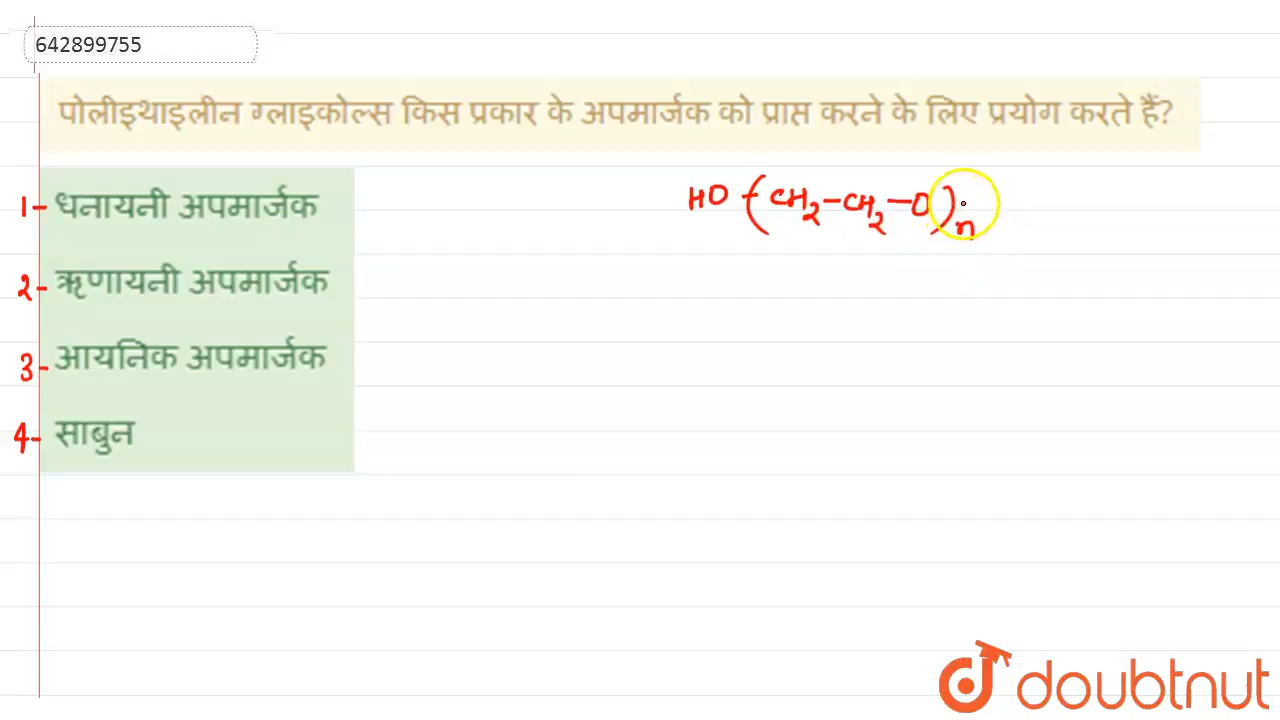 642899755
पोलीइथाइलीन ग्लाइकोल्स किस प्रकार के अपमार्जक को प्राप्त करने के लिए प्रयोग करते हैं?
1- धनायनी अपमार्जक
HO-(CH2-CH2-O)n
2- ऋणायनी अपमार्जक
3- आयनिक अपमार्जक
4- साबुन
doubtnut